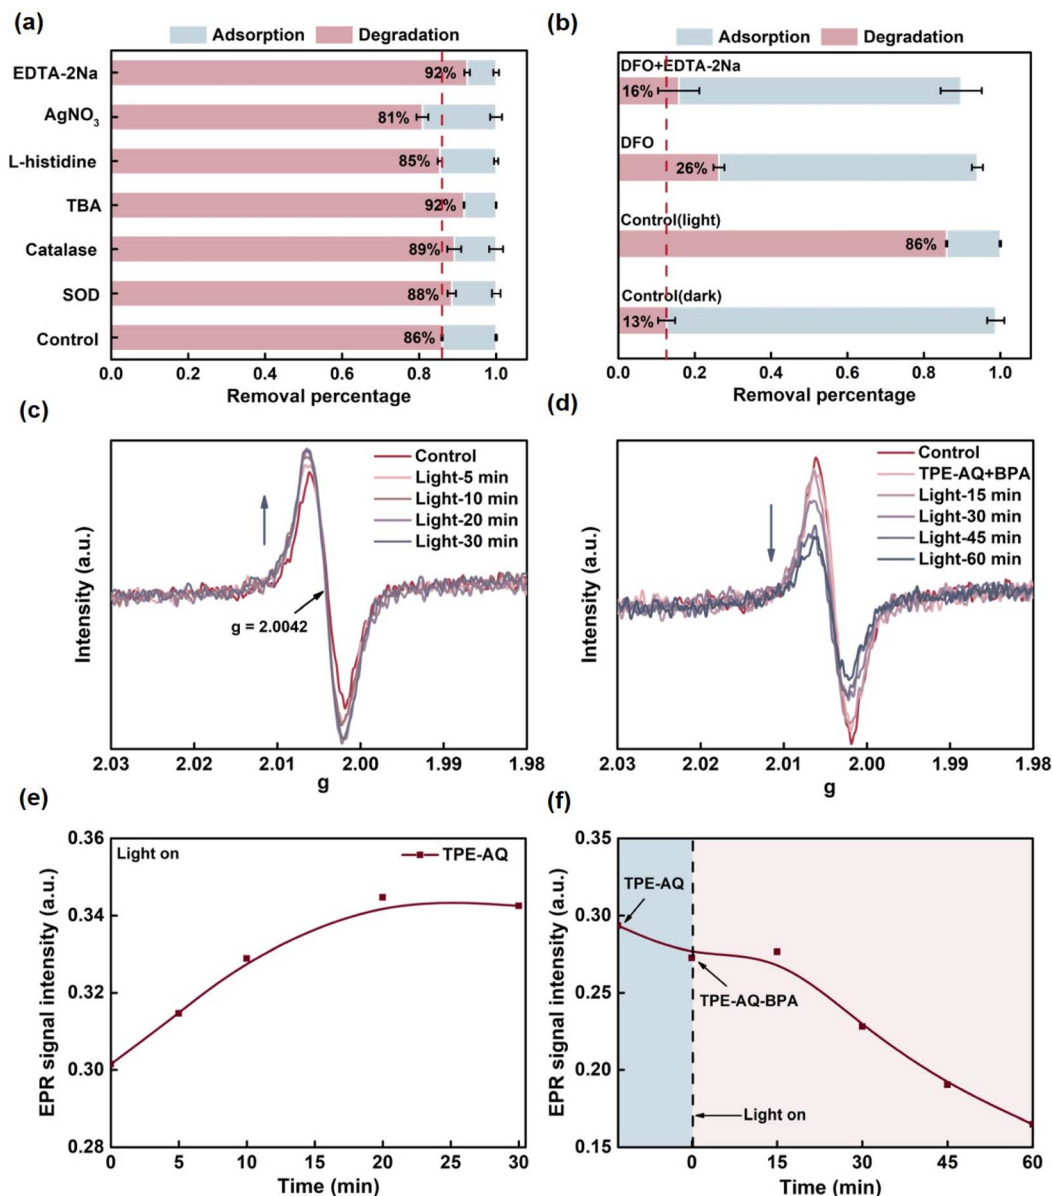 (a)
Adsorption Degradation
EDTA-2Na
92%
AgNO3
81%
L-histidine
85%
TBA
92%
Catalase
89%
SOD
88%
Control
86%
0.0 0.2 0.4 0.6 0.8 1.0
Removal percentage
(b)
Adsorption Degradation
DFO+EDTA-2Na
16%
DFO
26%
Control(light)
86%
Control(dark)
13%
0.0 0.2 0.4 0.6 0.8 1.0
Removal percentage
(c)
Intensity (a.u.)
Control
Light-5 min
Light-10 min
Light-20 min
Light-30 min
g = 2.0042
2.03 2.02 2.01 2.00 1.99 1.98
g
(d)
Intensity (a.u.)
Control
TPE-AQ+BPA
Light-15 min
Light-30 min
Light-45 min
Light-60 min
2.03 2.02 2.01 2.00 1.99 1.98
g
(e)
EPR signal intensity (a.u.)
0.36
0.34
0.32
0.30
0.28
Light on
TPE-AQ
0 5 10 15 20 25 30
Time (min)
(f)
EPR signal intensity (a.u.)
0.35
0.30
0.25
0.20
0.15
TPE-AQ
TPE-AQ-BPA
Light on
0 15 30 45 60
Time (min)